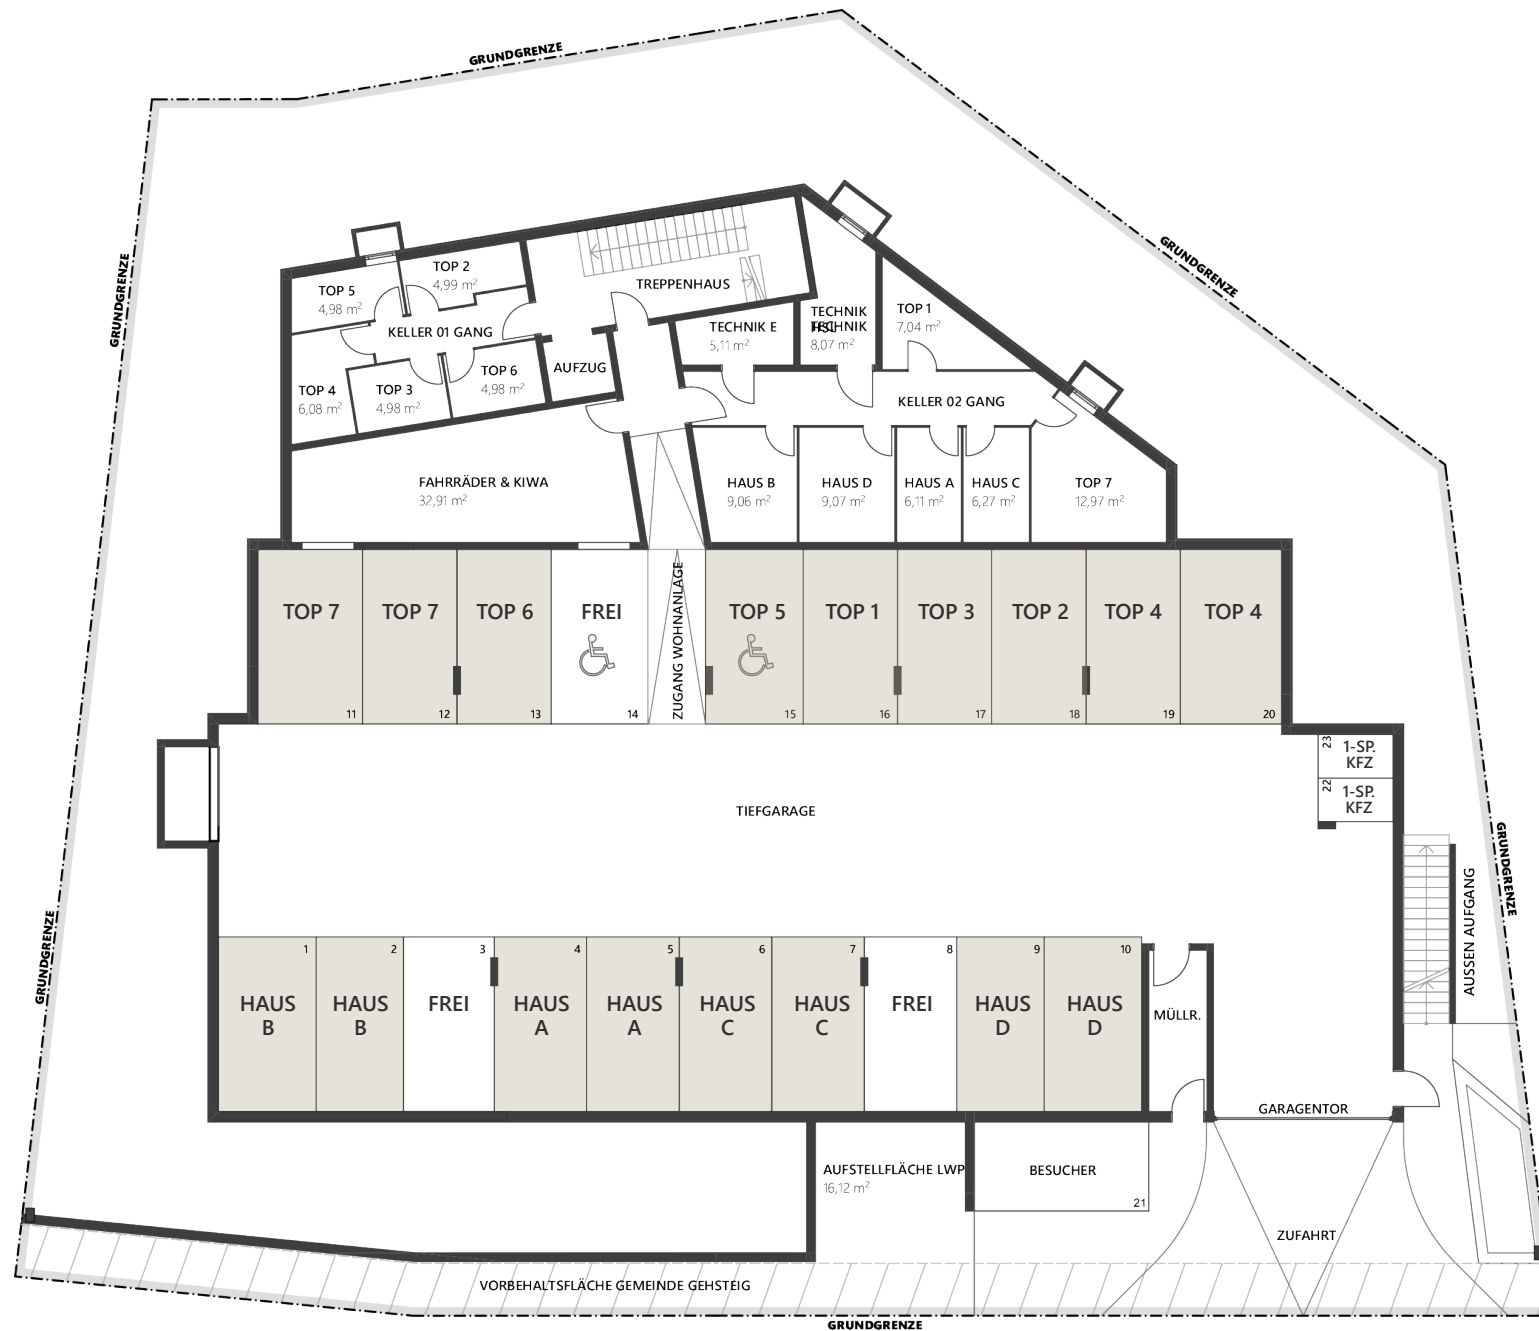 GRUNDGRENZE
GRUNDGRENZE
GRUNDGRENZE
TOP 2
4,99 m²
TOP 5
4,98 m²
TREPPENHAUS
KELLER 01 GANG
TECHNIK E
5,11 m²
TECHNIK
TECHNIK
8,07 m²
TOP 1
7,04 m²
AUFZUG
TOP 6
4,98 m²
TOP 3
4,98 m²
TOP 4
6,08 m²
KELLER 02 GANG
FAHRRÄDER & KIWA
32,91 m²
HAUS B
9,06 m²
HAUS D
9,07 m²
HAUS A
6,11 m²
HAUS C
6,27 m²
TOP 7
12,97 m²
TOP 7
11
TOP 7
12
TOP 6
13
FREI
14
ZUGANG WOHNANLAGE
TOP 5
15
TOP 1
16
TOP 3
17
TOP 2
18
TOP 4
19
TOP 4
20
23
1-SP.
KFZ
22
1-SP.
KFZ
TIEFGARAGE
GRUNDGRENZE
GRUNDGRENZE
AUSSEN AUFGANG
1
HAUS
B
2
HAUS
B
3
FREI
4
HAUS
A
5
HAUS
A
6
HAUS
C
7
HAUS
C
8
FREI
9
HAUS
D
10
HAUS
D
MÜLLR.
GARAGENTOR
AUFSTELLFLÄCHE LWP
16,12 m²
BESUCHER
21
ZUFAHRT
VORBEHALTSFLÄCHE GEMEINDE GEHSTEIG
GRUNDGRENZE